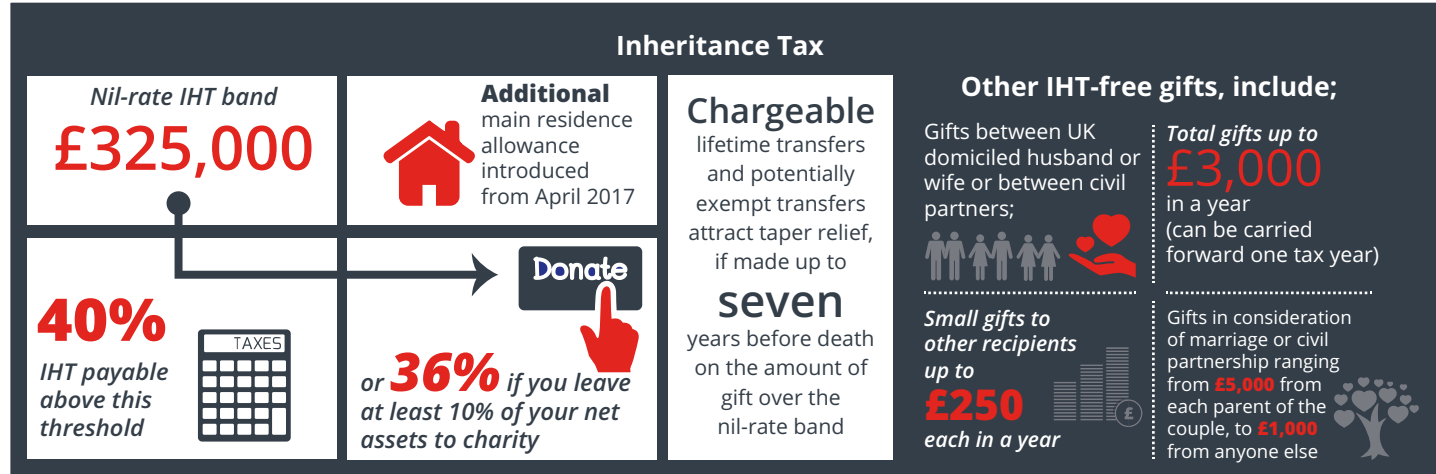 Inheritance Tax
Nil-rate IHT band
£325,000
Additional
main residence
allowance
introduced
from April 2017
40%
IHT payable
above this
threshold
TAXES
Donate
or 36% if you leave
at least 10% of your net
assets to charity
Chargeable
lifetime transfers
and potentially
exempt transfers
attract taper relief,
if made up to
seven
years before death
on the amount of
gift over the
nil-rate band
Other IHT-free gifts, include;
Gifts between UK
domiciled husband or
wife or between civil
partners;
Total gifts up to
£3,000
in a year
(can be carried
forward one tax year)
Small gifts to
other recipients
up to
£250
each in a year
£
Gifts in consideration
of marriage or civil
partnership ranging
from £5,000 from
each parent of the
couple, to £1,000
from anyone else